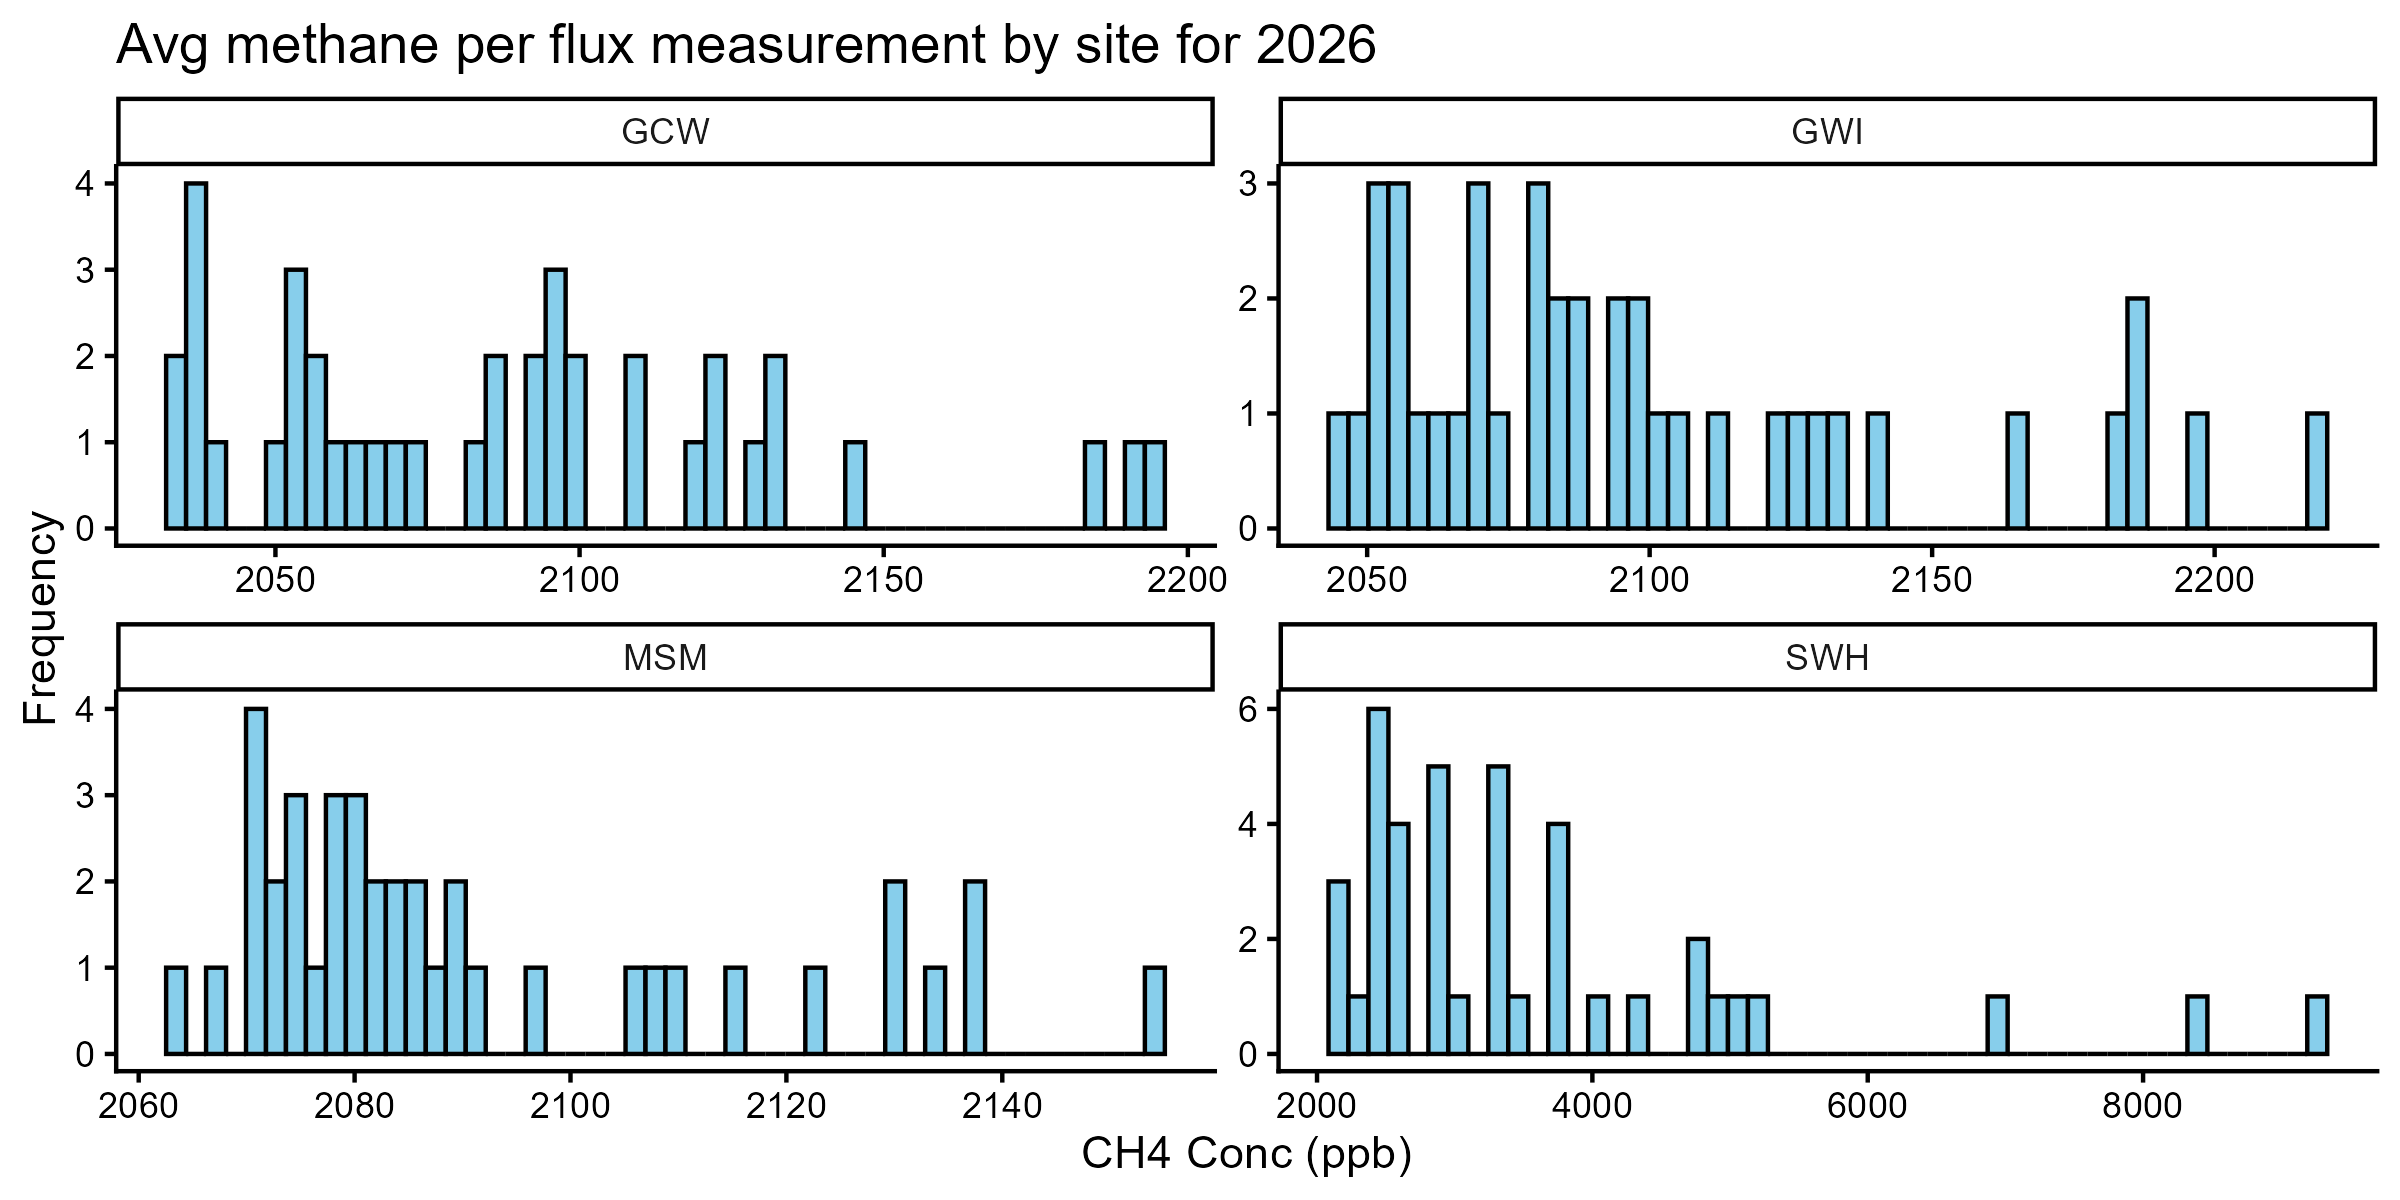 Avg methane per flux measurement by site for 2026
GCW
4
3
2
1
0
2050 2100 2150 2200
GWI
3
2
1
0
2050 2100 2150 2200
Frequency
MSM
4
3
2
1
0
2060 2080 2100 2120 2140
SWH
6
4
2
0
2000 4000 6000 8000
CH4 Conc (ppb)